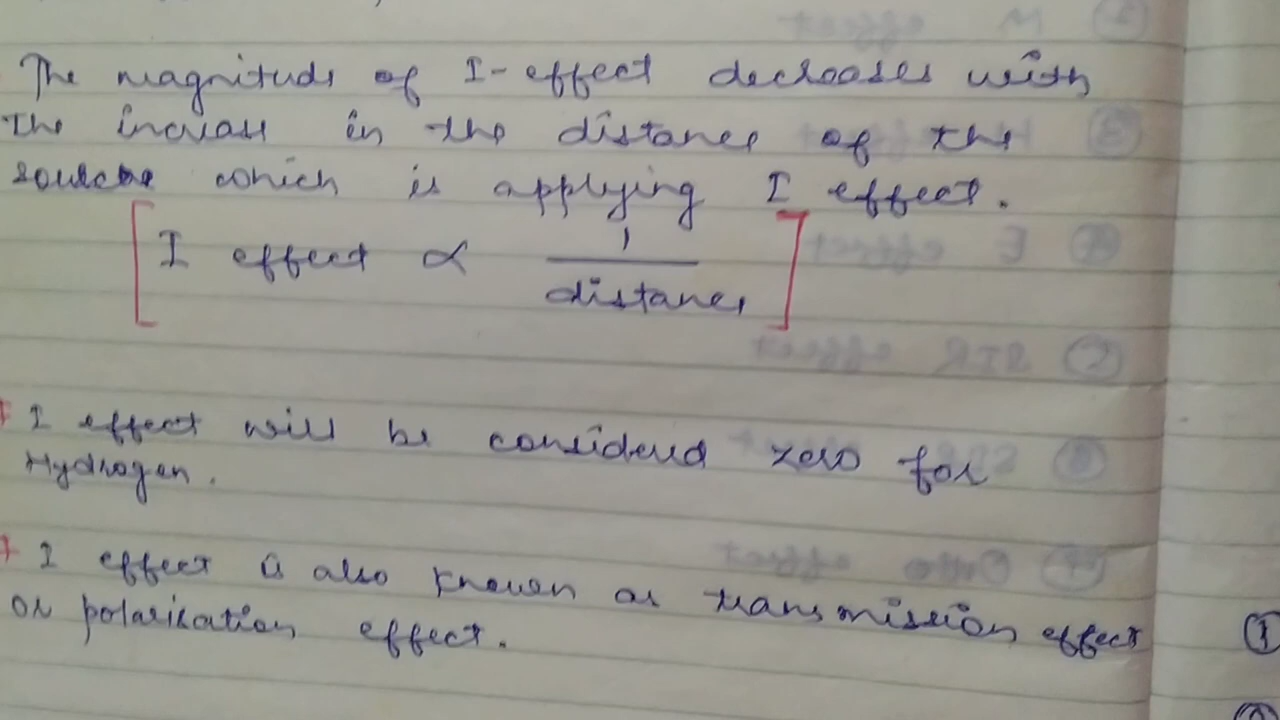 The magnitude of I-effect decreases with
the increase in the distance of the
source which is applying I effect.
[I effect ∝ 1/distance]
I effect will be considered zero for
Hydrogen.
I effect is also known as transmission effect
or polarisation effect.